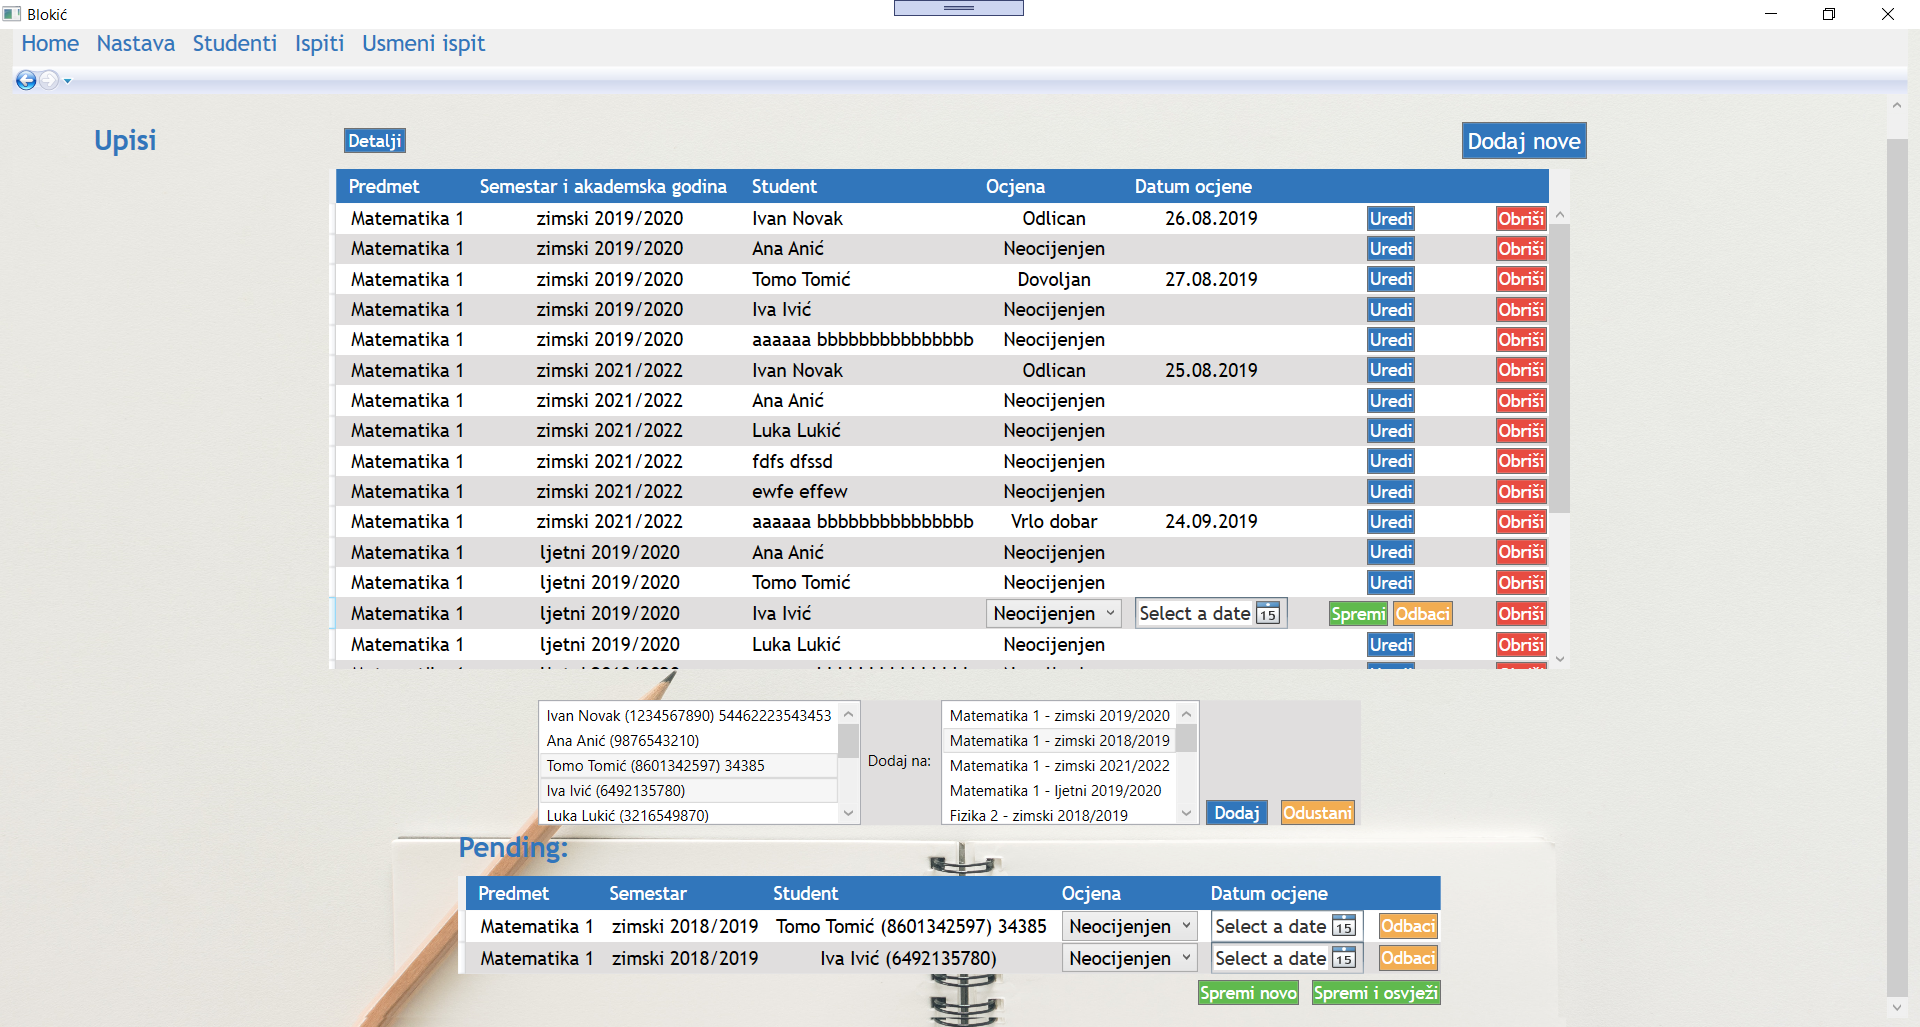 Blokić
Home Nastava Studenti Ispiti Usmeni ispit
Upisi Detalji Dodaj nove
Predmet Semestar i akademska godina Student Ocjena Datum ocjene
Matematika 1 zimski 2019/2020 Ivan Novak Odlican 26.08.2019 Uredi Obriši
Matematika 1 zimski 2019/2020 Ana Anić Neocijenjen Uredi Obriši
Matematika 1 zimski 2019/2020 Tomo Tomić Dovoljan 27.08.2019 Uredi Obriši
Matematika 1 zimski 2019/2020 Iva Ivić Neocijenjen Uredi Obriši
Matematika 1 zimski 2019/2020 aaaaaa bbbbbbbbbbbbbbb Neocijenjen Uredi Obriši
Matematika 1 zimski 2021/2022 Ivan Novak Odlican 25.08.2019 Uredi Obriši
Matematika 1 zimski 2021/2022 Ana Anić Neocijenjen Uredi Obriši
Matematika 1 zimski 2021/2022 Luka Lukić Neocijenjen Uredi Obriši
Matematika 1 zimski 2021/2022 fdfs dfssd Neocijenjen Uredi Obriši
Matematika 1 zimski 2021/2022 ewfe effew Neocijenjen Uredi Obriši
Matematika 1 zimski 2021/2022 aaaaaa bbbbbbbbbbbbbbb Vrlo dobar 24.09.2019 Uredi Obriši
Matematika 1 ljetni 2019/2020 Ana Anić Neocijenjen Uredi Obriši
Matematika 1 ljetni 2019/2020 Tomo Tomić Neocijenjen Uredi Obriši
Matematika 1 ljetni 2019/2020 Iva Ivić Neocijenjen Select a date 15 Spremi Odbaci Obriši
Matematika 1 ljetni 2019/2020 Luka Lukić Neocijenjen Uredi Obriši
Ivan Novak (1234567890) 54462223543453
Ana Anić (9876543210)
Tomo Tomić (8601342597) 34385
Iva Ivić (6492135780)
Luka Lukić (3216549870)
Dodaj na:
Matematika 1 - zimski 2019/2020
Matematika 1 - zimski 2018/2019
Matematika 1 - zimski 2021/2022
Matematika 1 - ljetni 2019/2020
Fizika 2 - zimski 2018/2019
Dodaj Odustani
Pending:
Predmet Semestar Student Ocjena Datum ocjene
Matematika 1 zimski 2018/2019 Tomo Tomić (8601342597) 34385 Neocijenjen Select a date 15 Odbaci
Matematika 1 zimski 2018/2019 Iva Ivić (6492135780) Neocijenjen Select a date 15 Odbaci
Spremi novo Spremi i osvježi